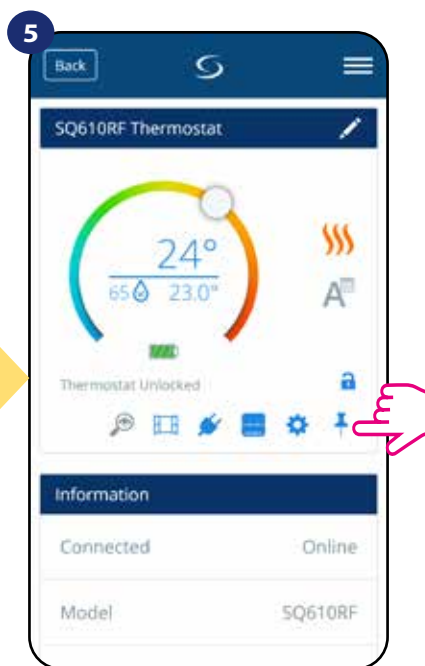 5
Back
SQ610RF Thermostat
24°
65 23.0°
A
Thermostat Unlocked
Information
Connected Online
Model SQ610RF